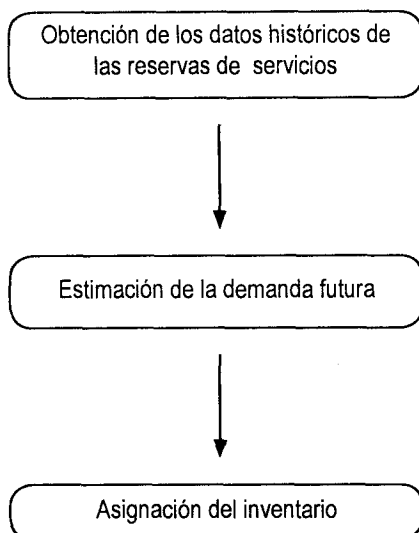 Obtención de los datos históricos de
las reservas de servicios
Estimación de la demanda futura
Asignación del inventario